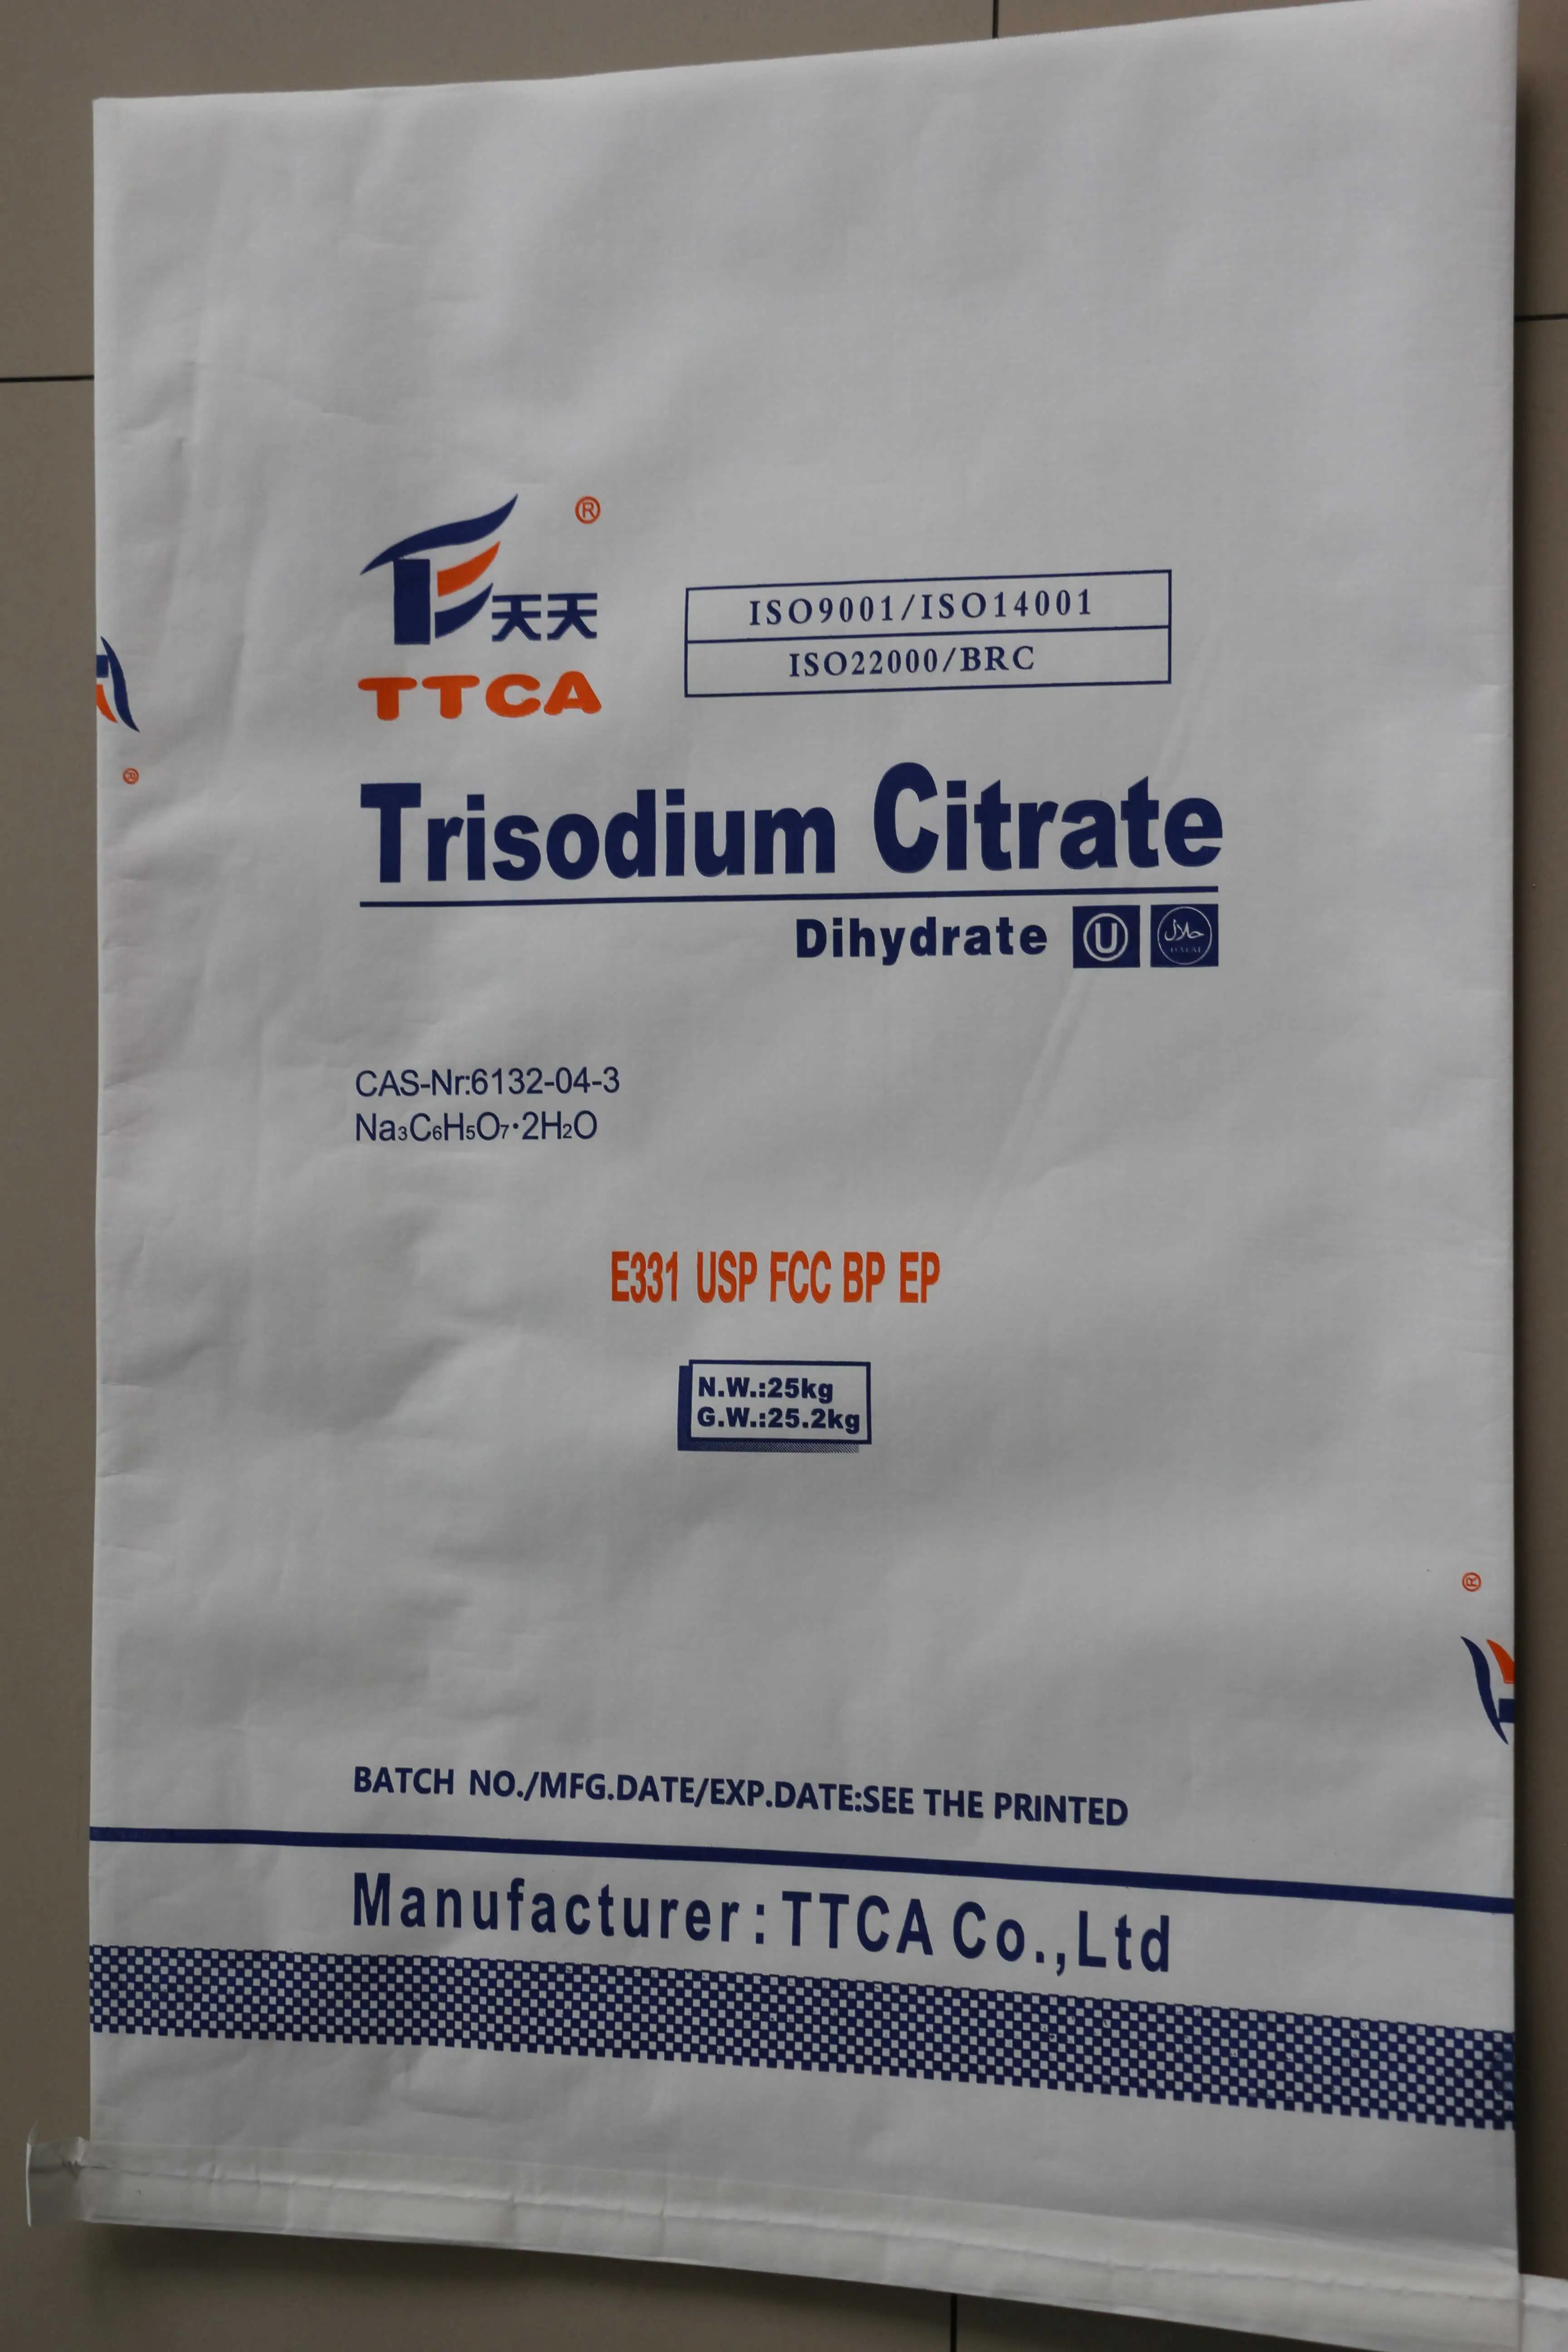 ®
天天
TTCA
ISO9001/ISO14001
ISO22000/BRC
Trisodium Citrate
Dihydrate U حلال
HALAL
CAS-Nr:6132-04-3
Na₃C₆H₅O₇·2H₂O
E331 USP FCC BP EP
N.W.:25kg
G.W.:25.2kg
BATCH NO./MFG.DATE/EXP.DATE:SEE THE PRINTED
Manufacturer:TTCA Co.,Ltd
®
®